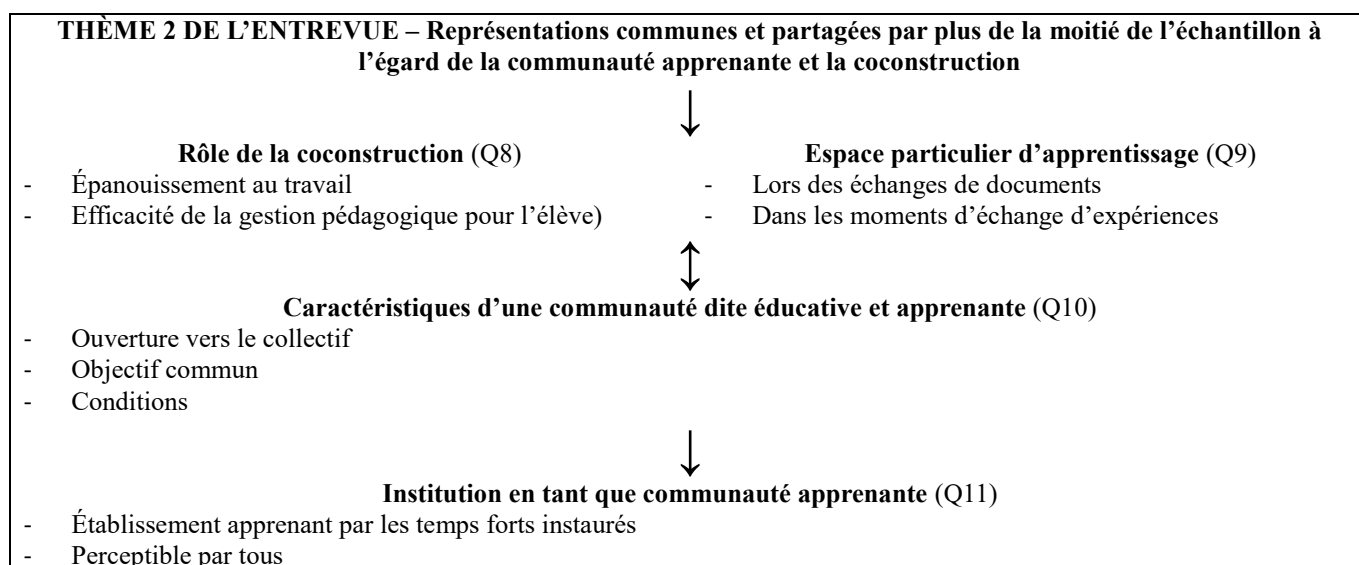 THÈME 2 DE L’ENTREVUE – Représentations communes et partagées par plus de la moitié de l’échantillon à
l’égard de la communauté apprenante et la coconstruction
Rôle de la coconstruction (Q8)
- Épanouissement au travail
- Efficacité de la gestion pédagogique pour l’élève)
Espace particulier d’apprentissage (Q9)
- Lors des échanges de documents
- Dans les moments d’échange d’expériences
Caractéristiques d’une communauté dite éducative et apprenante (Q10)
- Ouverture vers le collectif
- Objectif commun
- Conditions
Institution en tant que communauté apprenante (Q11)
- Établissement apprenant par les temps forts instaurés
- Perceptible par tous